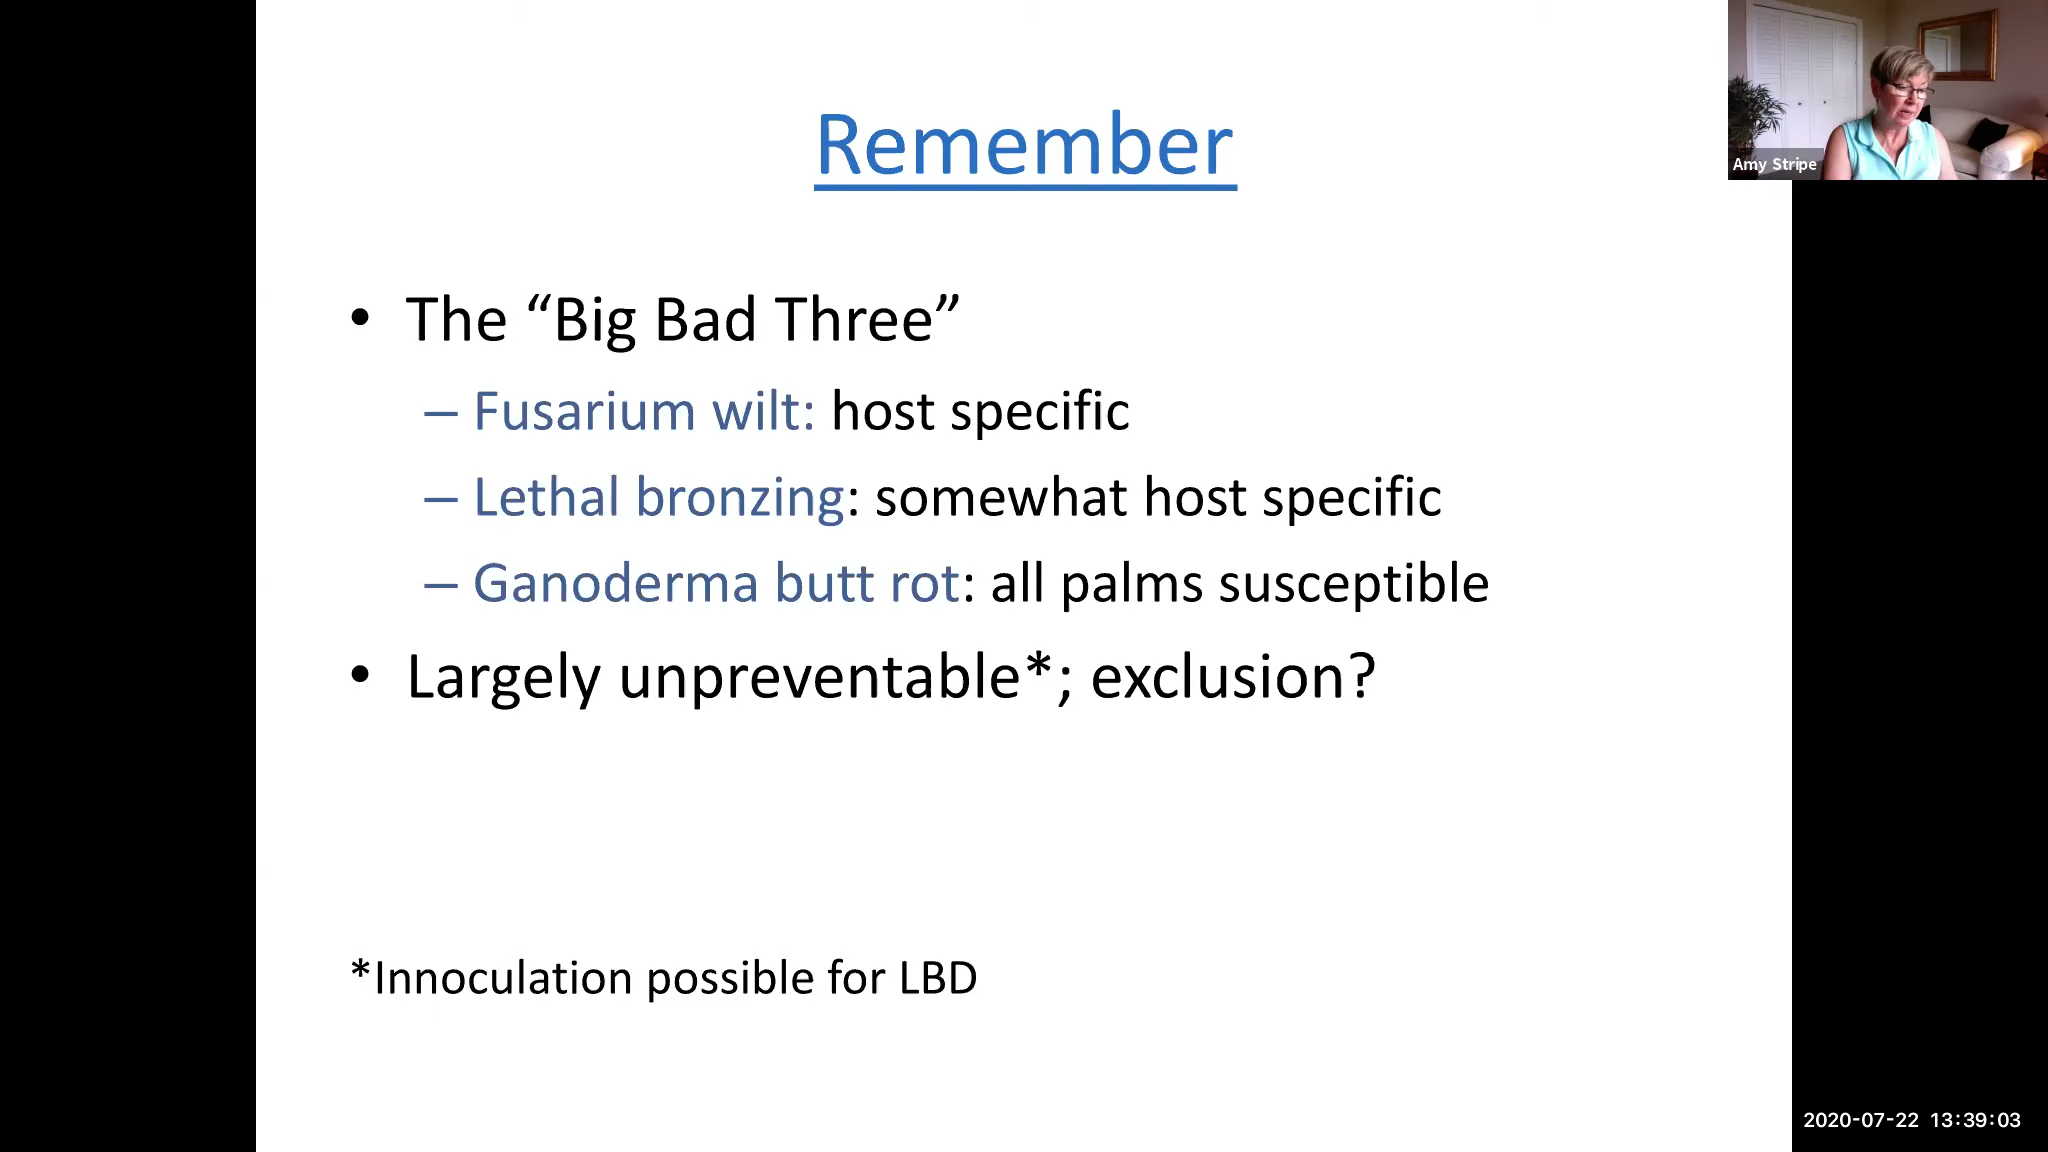 Remember
• The “Big Bad Three”
– Fusarium wilt: host specific
– Lethal bronzing: somewhat host specific
– Ganoderma butt rot: all palms susceptible
• Largely unpreventable*; exclusion?
*Innoculation possible for LBD
Amy Stripe
2020-07-22 13:39:03